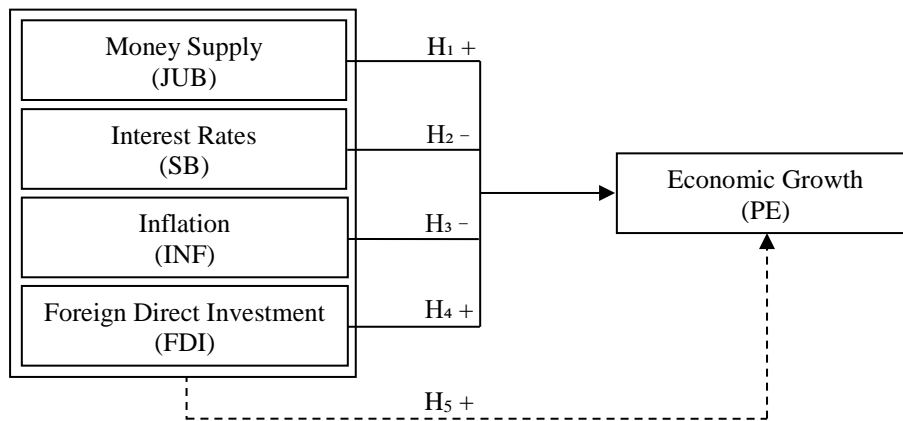 Money Supply
(JUB)
H₁ +
Interest Rates
(SB)
H₂ −
Inflation
(INF)
H₃ −
Foreign Direct Investment
(FDI)
H₄ +
Economic Growth
(PE)
H₅ +